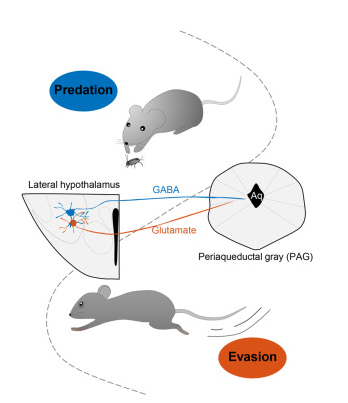 Predation
Lateral hypothalamus
GABA
Aq
Glutamate
Periaqueductal gray (PAG)
Evasion